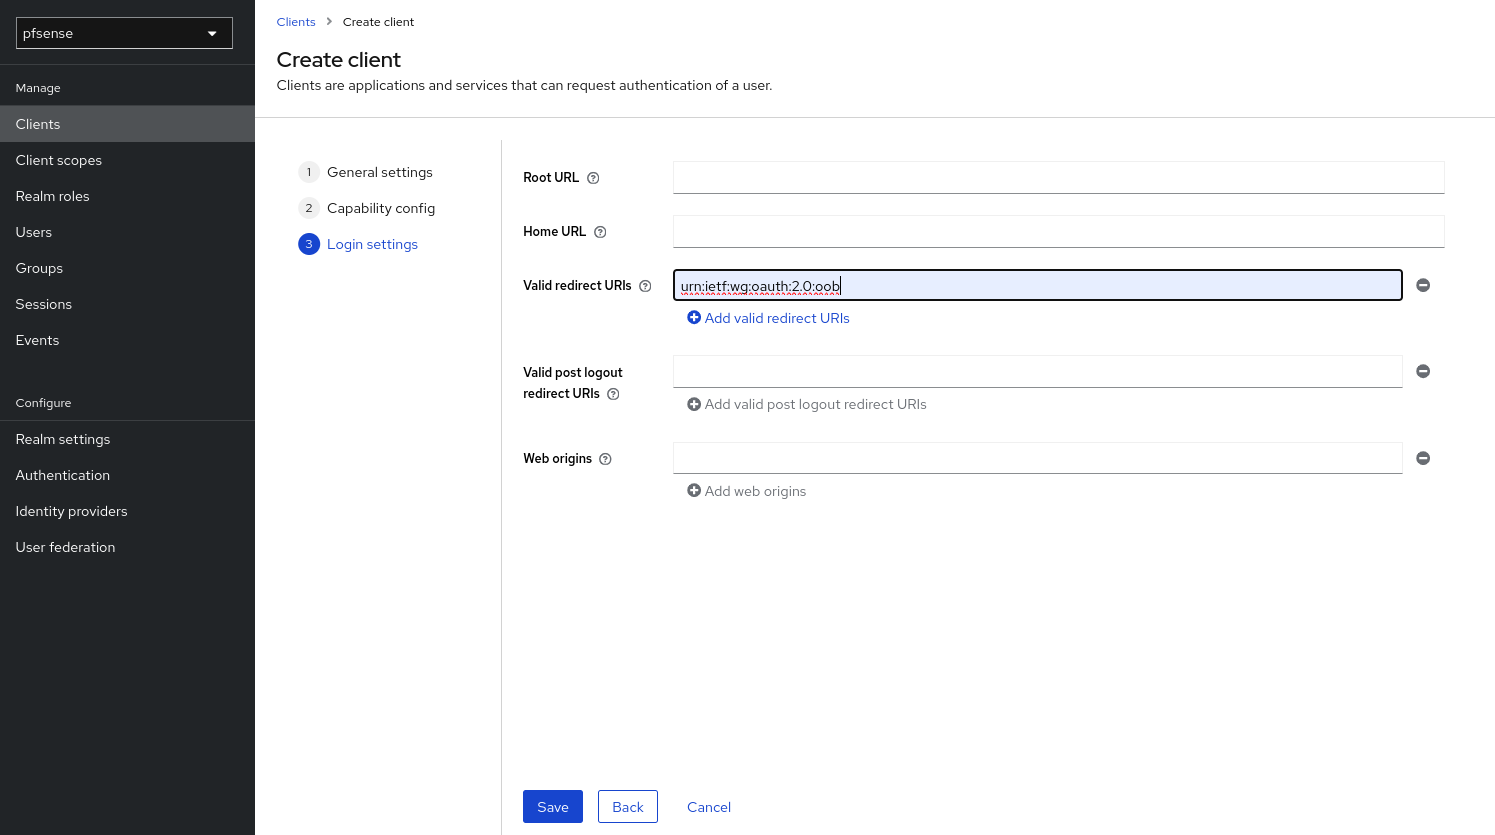 pfsense
Manage
Clients
Client scopes
Realm roles
Users
Groups
Sessions
Events
Configure
Realm settings
Authentication
Identity providers
User federation
Clients > Create client
Create client
Clients are applications and services that can request authentication of a user.
1 General settings
2 Capability config
3 Login settings
Root URL
Home URL
Valid redirect URIs
urn:ietf:wg:oauth:2.0:oob
Add valid redirect URIs
Valid post logout
redirect URIs
Add valid post logout redirect URIs
Web origins
Add web origins
Save Back Cancel